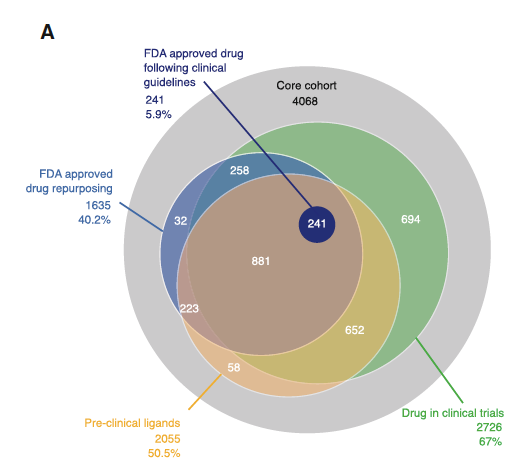 A
FDA approved drug
following clinical
guidelines
241
5.9%
Core cohort
4068
FDA approved
drug repurposing
1635
40.2%
258
32
241
694
881
223
652
58
Pre-clinical ligands
2055
50.5%
Drug in clinical trials
2726
67%